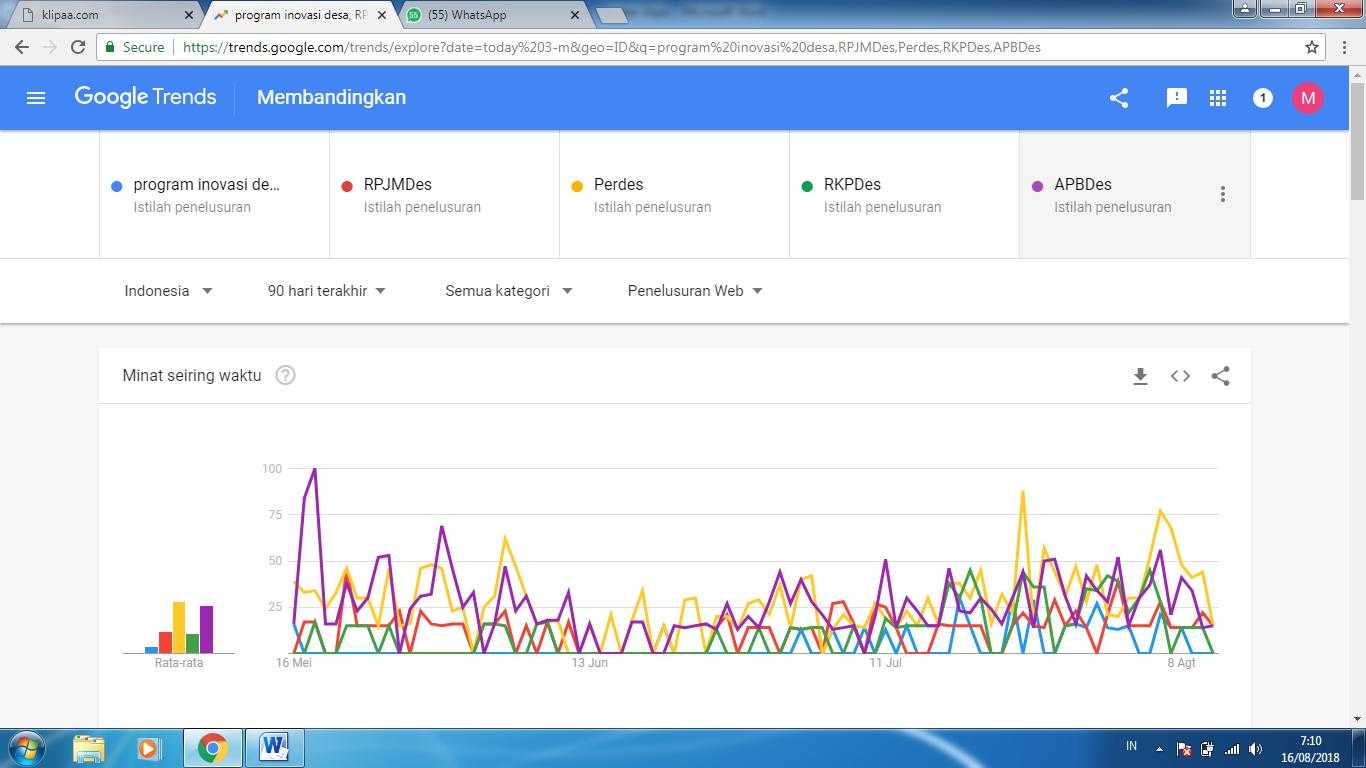 klipaa.com
program inovasi desa, RP
55
(55) WhatsApp
Secure
https://trends.google.com/trends/explore?date=today%203-m&geo=ID&q=program%20inovasi%20desa,RPJMDes,Perdes,RKPDes,APBDes
Google Trends
Membandingkan
1
M
program inovasi de...
Istilah penelusuran
RPJMDes
Istilah penelusuran
Perdes
Istilah penelusuran
RKPDes
Istilah penelusuran
APBDes
Istilah penelusuran
Indonesia
90 hari terakhir
Semua kategori
Penelusuran Web
Minat seiring waktu
?
100
75
50
25
Rata-rata
16 Mei
13 Jun
11 Jul
8 Agt
IN
7:10
16/08/2018